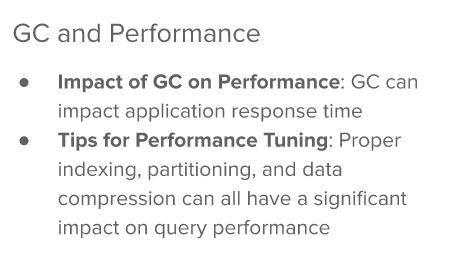 GC and Performance
● Impact of GC on Performance: GC can
impact application response time
● Tips for Performance Tuning: Proper
indexing, partitioning, and data
compression can all have a significant
impact on query performance